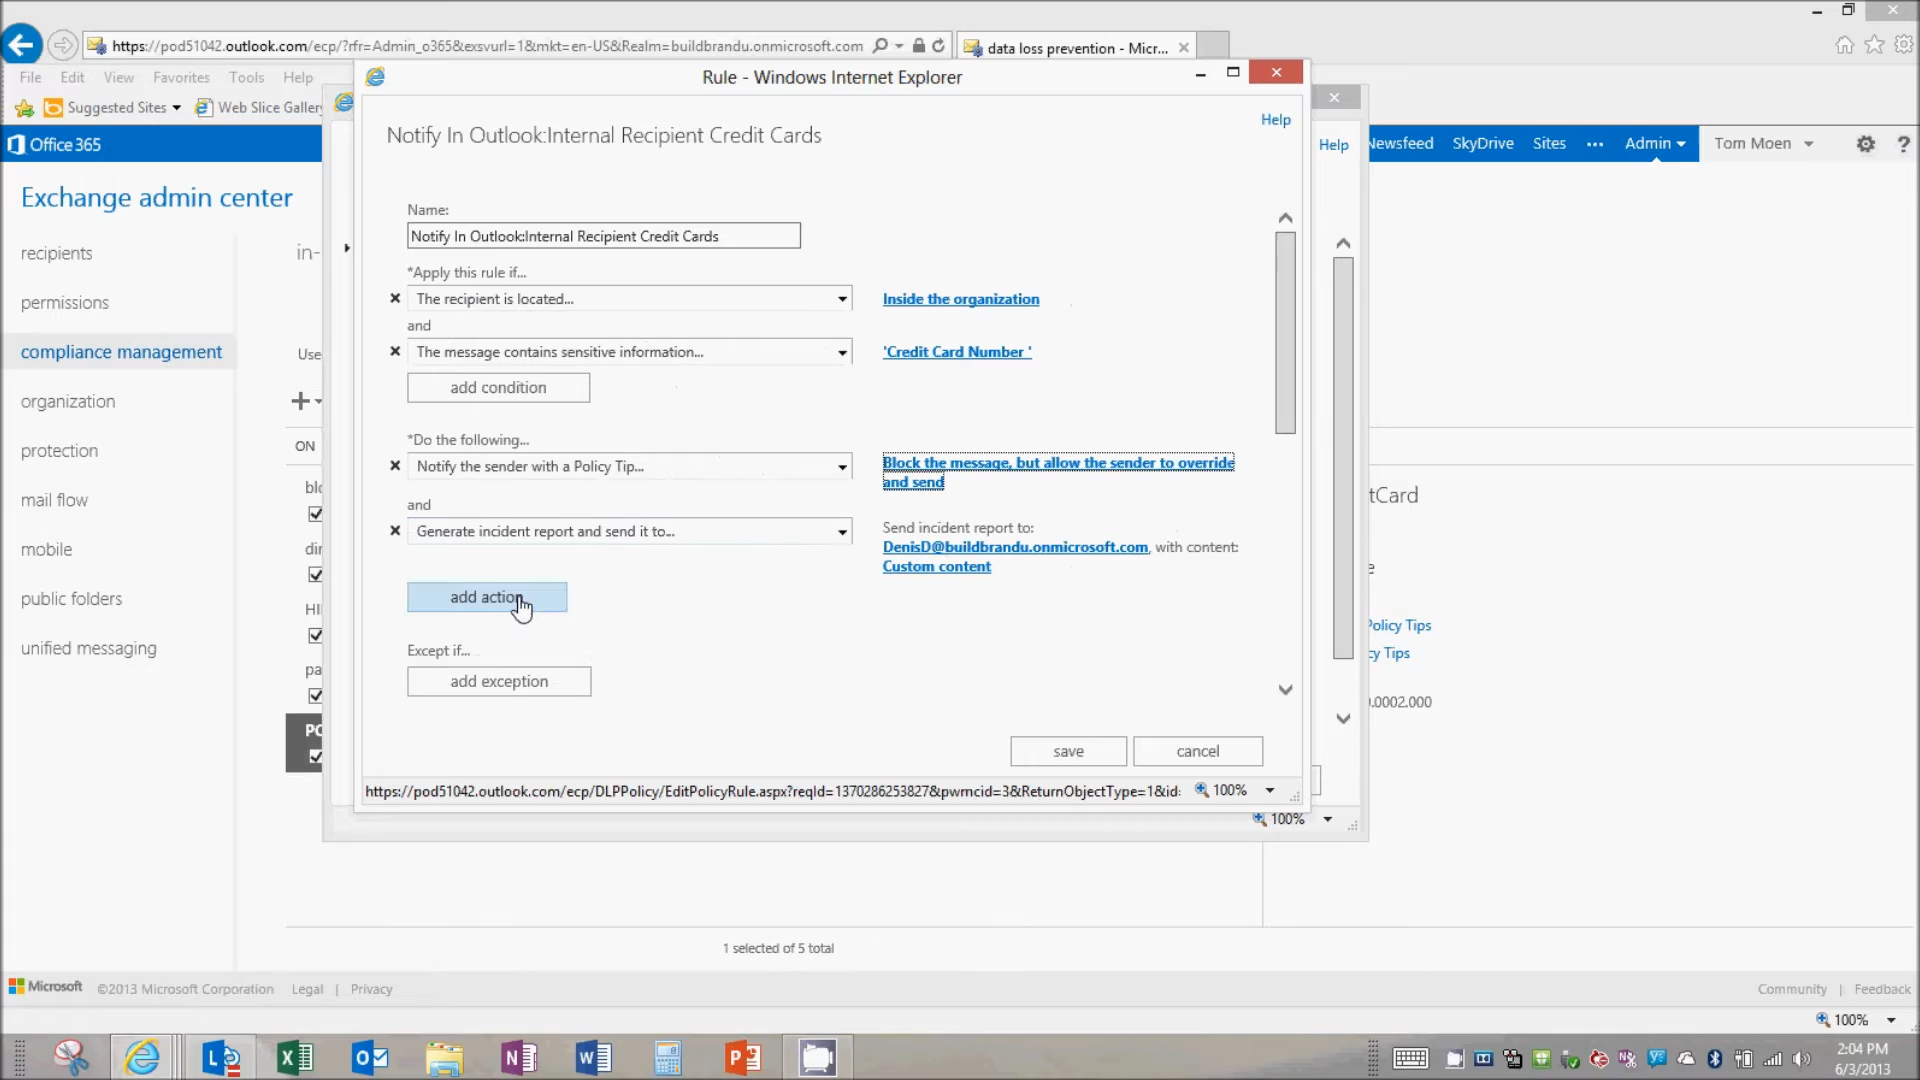 https://pod51042.outlook.com/ecp/?rfr=Admin_o365&exsvurl=1&mkt=en-US&Realm=buildbrandu.onmicrosoft.com
data loss prevention - Micr...
File Edit View Favorites Tools Help
Rule - Windows Internet Explorer
Suggested Sites
Web Slice Gallery
Office 365
Newsfeed SkyDrive Sites ... Admin
Tom Moen
?
Help
Help
Notify In Outlook:Internal Recipient Credit Cards
Exchange admin center
recipients
permissions
compliance management
organization
protection
mail flow
mobile
public folders
unified messaging
in-
Use
ON
Name:
Notify In Outlook:Internal Recipient Credit Cards
*Apply this rule if...
The recipient is located...
Inside the organization
and
The message contains sensitive information...
'Credit Card Number '
add condition
*Do the following...
Notify the sender with a Policy Tip...
Block the message, but allow the sender to override
and send
and
Generate incident report and send it to...
Send incident report to:
DenisD@buildbrandu.onmicrosoft.com, with content:
Custom content
add action
Except if...
add exception
save
cancel
tCard
Policy Tips
cy Tips
.0002.000
https://pod51042.outlook.com/ecp/DLPPolicy/EditPolicyRule.aspx?reqId=1370286253827&pwmcid=3&ReturnObjectType=1&id:
100%
100%
1 selected of 5 total
Microsoft ©2013 Microsoft Corporation Legal | Privacy
Community | Feedback
100%
2:04 PM
6/3/2013